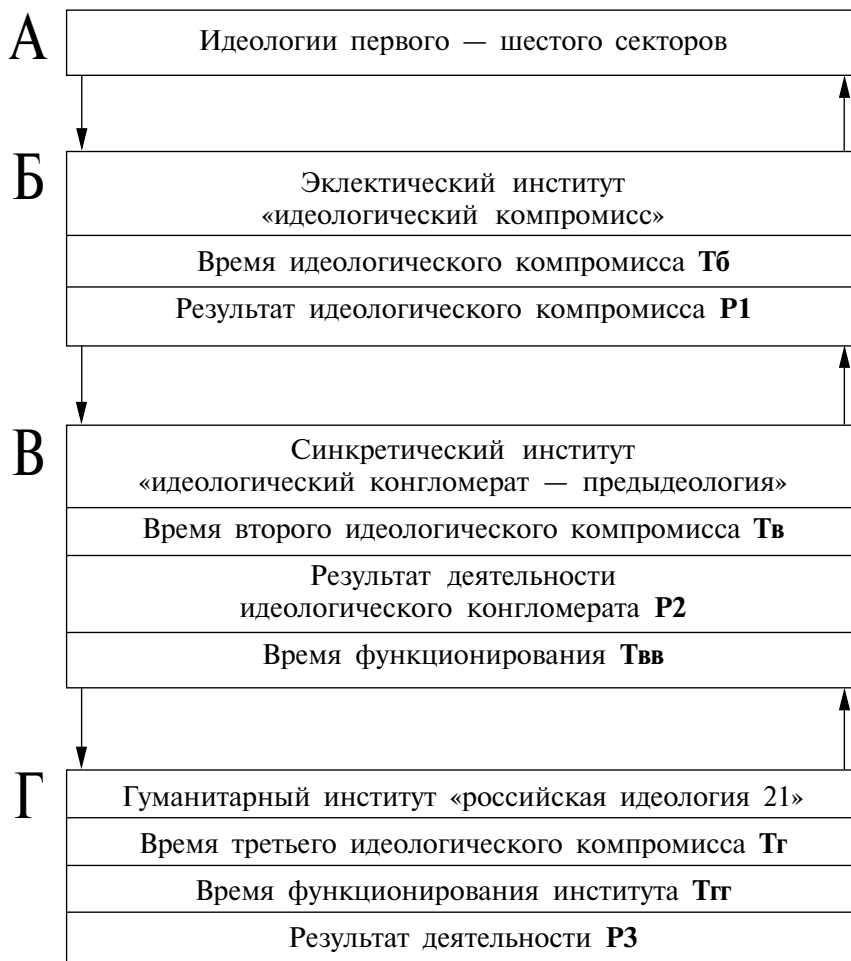 А
Идеологии первого — шестого секторов
Б
Эклектический институт
«идеологический компромисс»
Время идеологического компромисса Тб
Результат идеологического компромисса Р1
В
Синкретический институт
«идеологический конгломерат — предыдеология»
Время второго идеологического компромисса Тв
Результат деятельности
идеологического конгломерата Р2
Время функционирования Твв
Г
Гуманитарный институт «российская идеология 21»
Время третьего идеологического компромисса Тг
Время функционирования института Тгг
Результат деятельности Р3